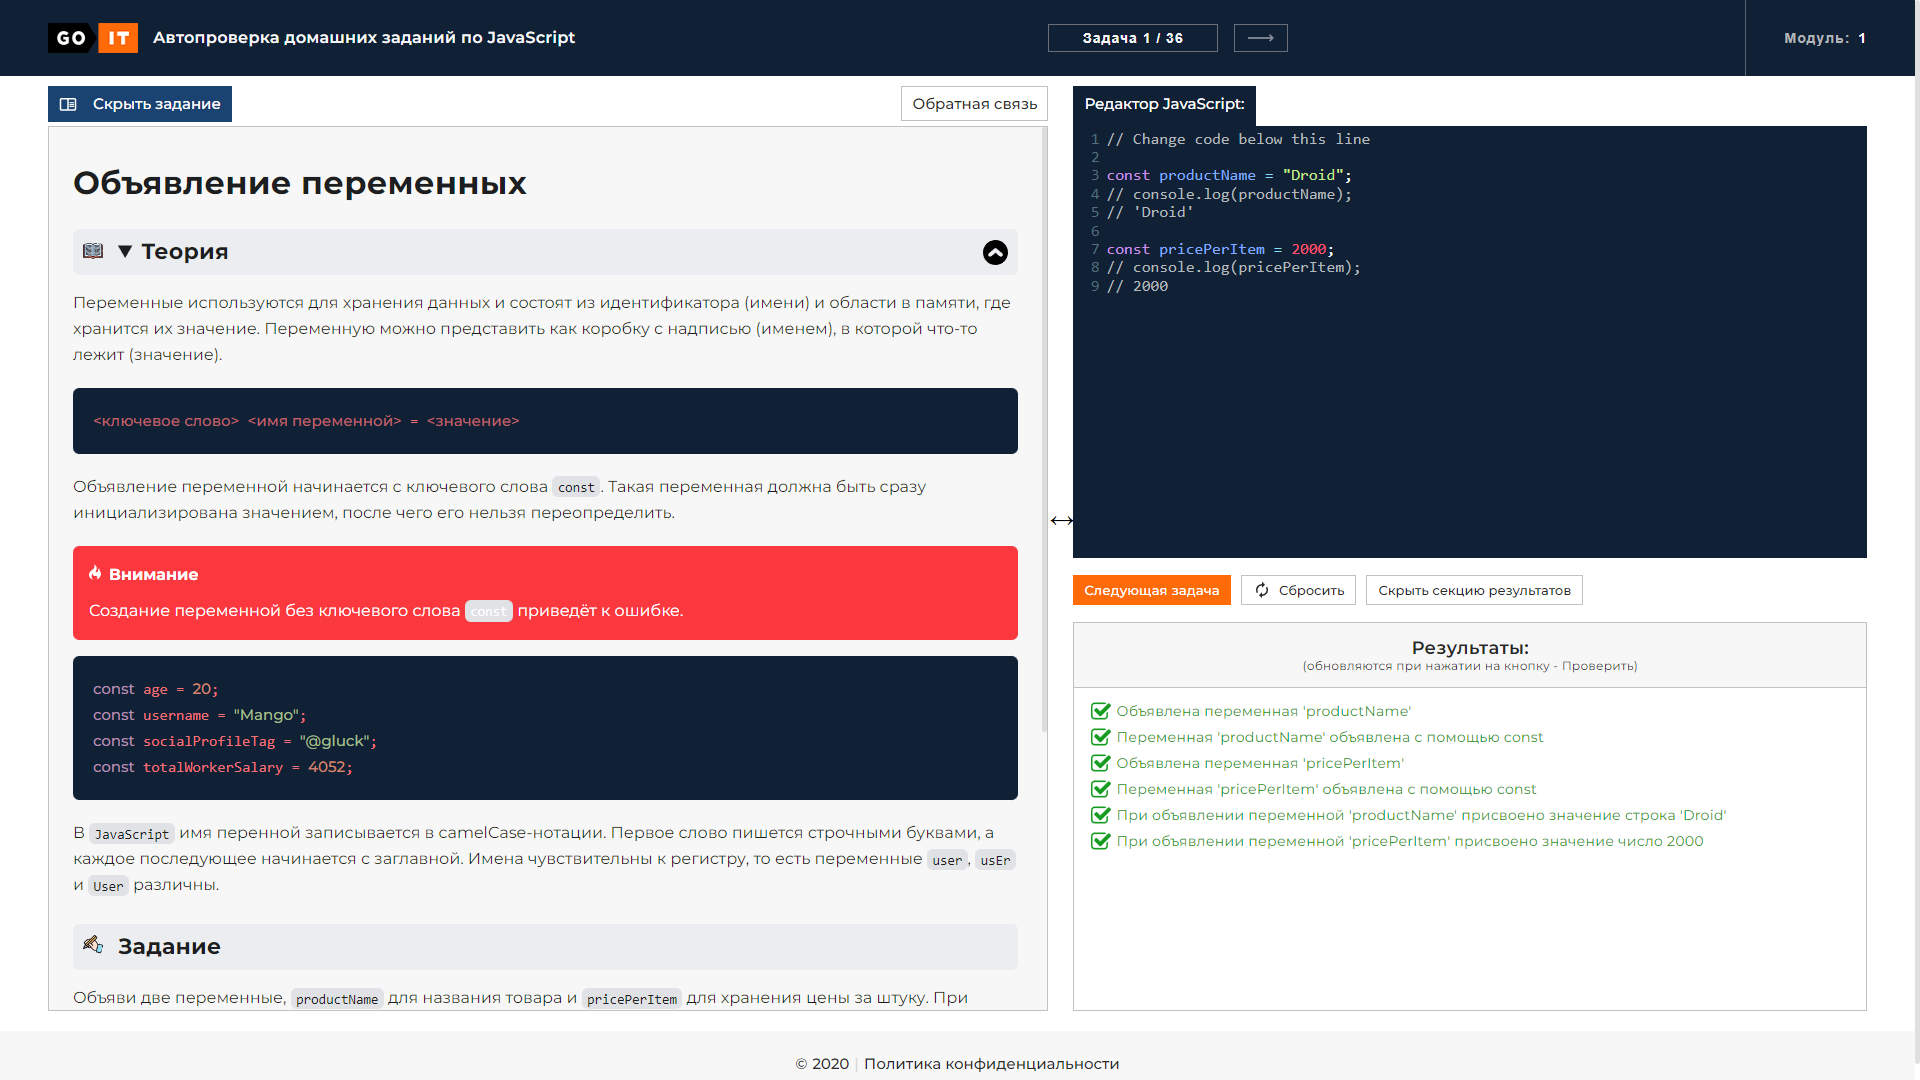 GO IT Автопроверка домашних заданий по JavaScript
Задача 1 / 36
Модуль: 1
Скрыть задание
Обратная связь
Объявление переменных
Теория
Переменные используются для хранения данных и состоят из идентификатора (имени) и области в памяти, где
хранится их значение. Переменную можно представить как коробку с надписью (именем), в которой что-то
лежит (значение).
<ключевое слово> <имя переменной> = <значение>
Объявление переменной начинается с ключевого слова const. Такая переменная должна быть сразу
инициализирована значением, после чего его нельзя переопределить.
Внимание
Создание переменной без ключевого слова const приведёт к ошибке.
const age = 20;
const username = "Mango";
const socialProfileTag = "@gluck";
const totalWorkerSalary = 4052;
В JavaScript имя перенной записывается в camelCase-нотации. Первое слово пишется строчными буквами, а
каждое последующее начинается с заглавной. Имена чувствительны к регистру, то есть переменные user, usEr
и User различны.
Задание
Объяви две переменные, productName для названия товара и pricePerItem для хранения цены за штуку. При
Редактор JavaScript:
1 // Change code below this line
2
3 const productName = "Droid";
4 // console.log(productName);
5 // 'Droid'
6
7 const pricePerItem = 2000;
8 // console.log(pricePerItem);
9 // 2000
Следующая задача
Сбросить
Скрыть секцию результатов
Результаты:
(обновляются при нажатии на кнопку - Проверить)
Объявлена переменная 'productName'
Переменная 'productName' объявлена с помощью const
Объявлена переменная 'pricePerItem'
Переменная 'pricePerItem' объявлена с помощью const
При объявлении переменной 'productName' присвоено значение строка 'Droid'
При объявлении переменной 'pricePerItem' присвоено значение число 2000
© 2020 | Политика конфиденциальности